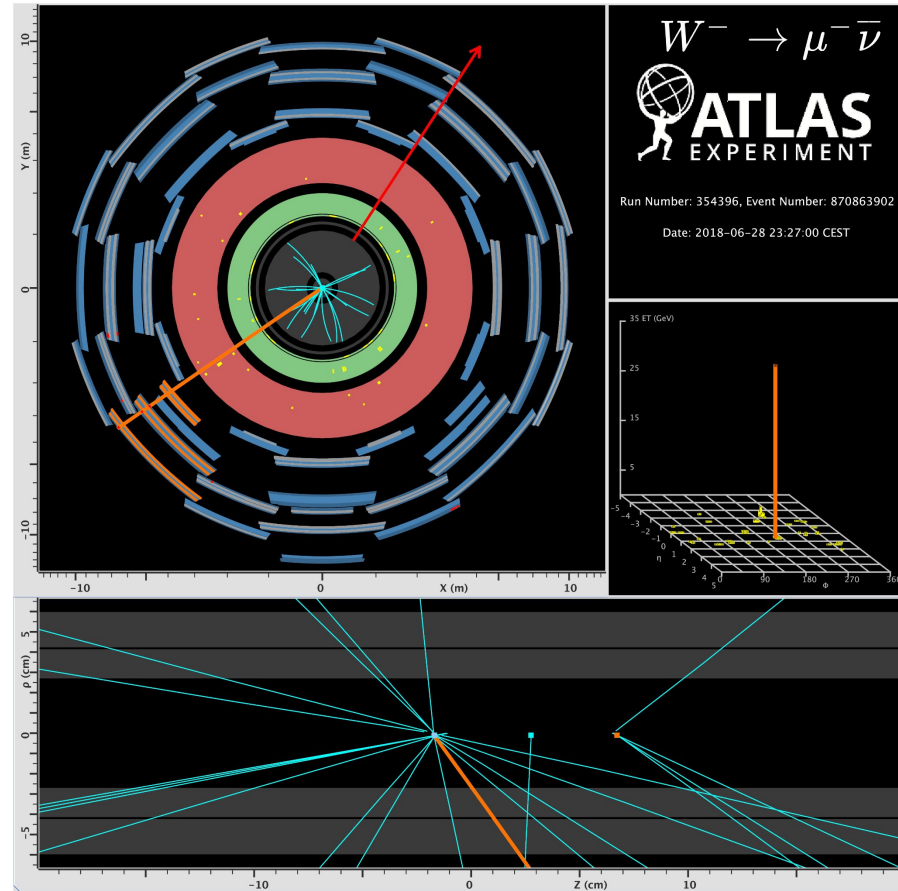 W⁻ → μ⁻ ν̅
ATLAS
EXPERIMENT
Run Number: 354396, Event Number: 870863902
Date: 2018-06-28 23:27:00 CEST
10
Y (m)
0
-10
-10
0
X (m)
10
35 ET (GeV)
25
15
5
-5
-4
-3
-2
-1
0
η
1
2
3
4
5
0
90
180
Φ
270
360
5
ρ (cm)
0
-5
-10
0
Z (cm)
10